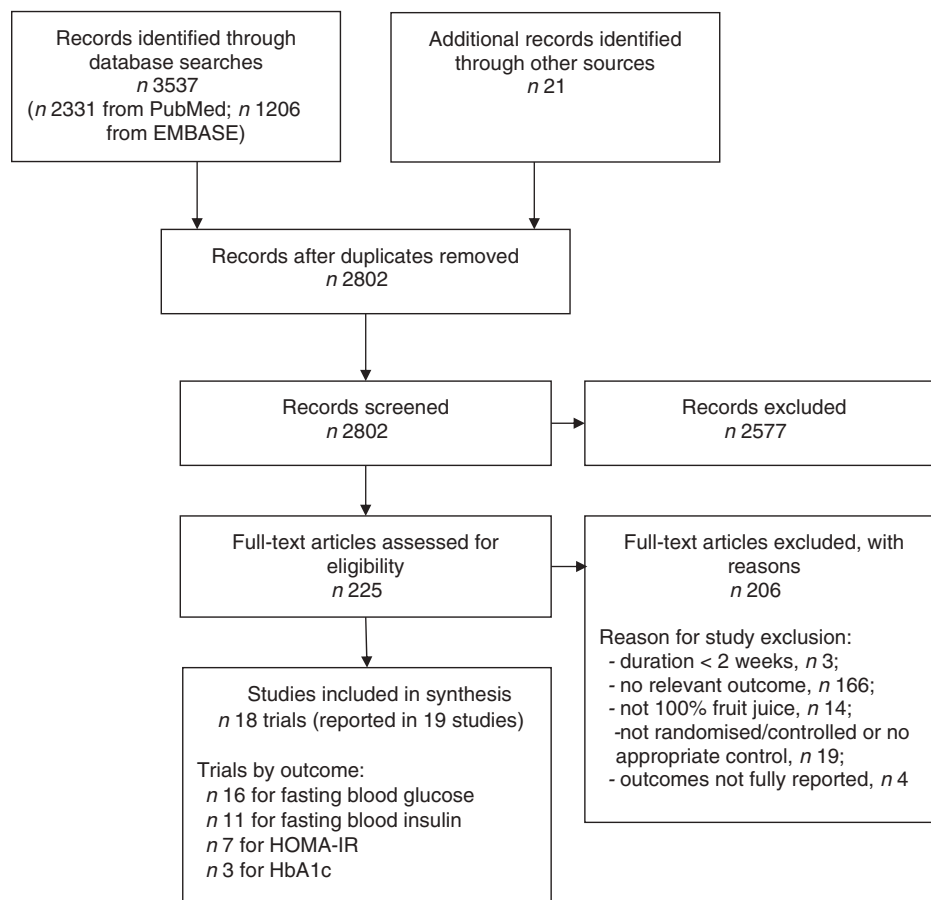 Records identified through
database searches
n 3537
(n 2331 from PubMed; n 1206
from EMBASE)
Additional records identified
through other sources
n 21
Records after duplicates removed
n 2802
Records screened
n 2802
Records excluded
n 2577
Full-text articles assessed for
eligibility
n 225
Full-text articles excluded, with
reasons
n 206
Reason for study exclusion:
- duration < 2 weeks, n 3;
- no relevant outcome, n 166;
- not 100% fruit juice, n 14;
-not randomised/controlled or no
appropriate control, n 19;
- outcomes not fully reported, n 4
Studies included in synthesis
n 18 trials (reported in 19 studies)
Trials by outcome:
n 16 for fasting blood glucose
n 11 for fasting blood insulin
n 7 for HOMA-IR
n 3 for HbA1c